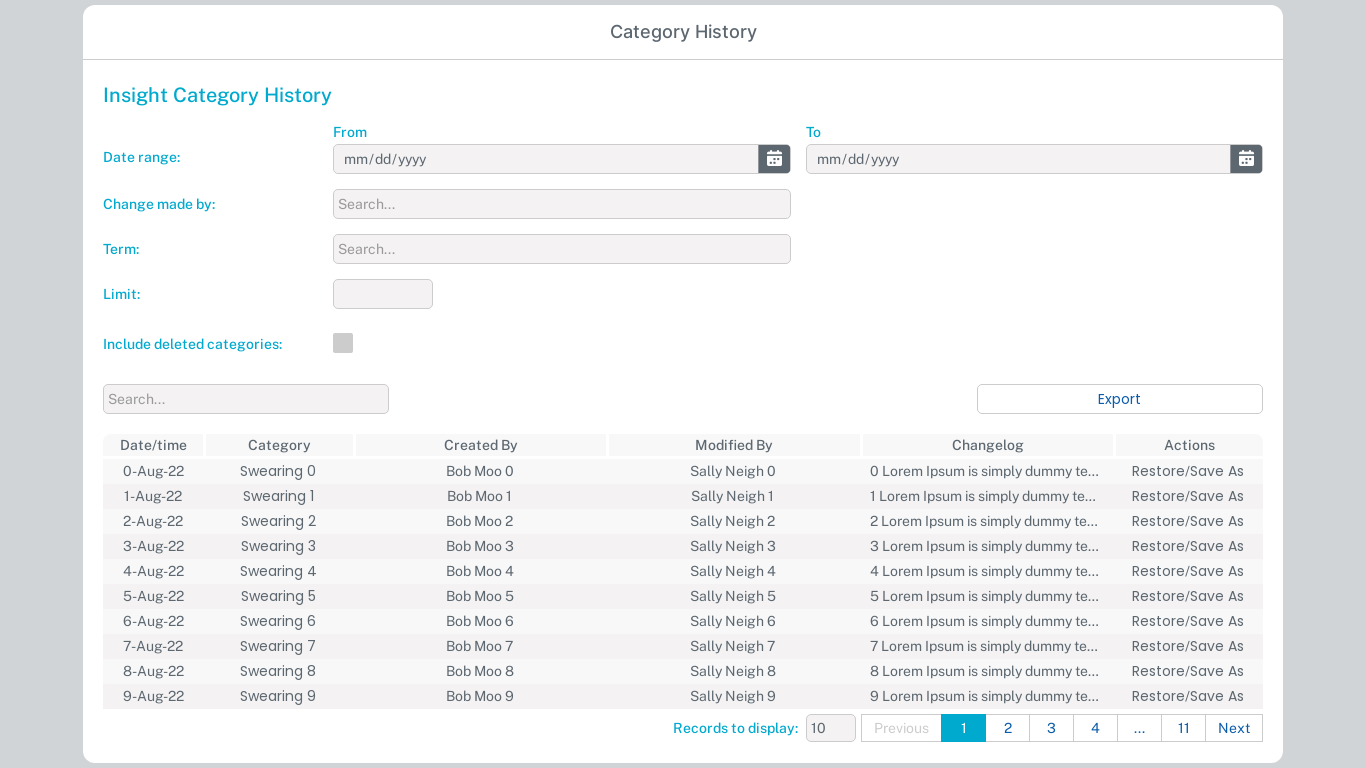 Category History
Insight Category History
From To
Date range: mm/dd/yyyy mm/dd/yyyy
Change made by: Search...
Term: Search...
Limit:
Include deleted categories:
Search... Export
Date/time Category Created By Modified By Changelog Actions
0-Aug-22 Swearing 0 Bob Moo 0 Sally Neigh 0 0 Lorem Ipsum is simply dummy te... Restore/Save As
1-Aug-22 Swearing 1 Bob Moo 1 Sally Neigh 1 1 Lorem Ipsum is simply dummy te... Restore/Save As
2-Aug-22 Swearing 2 Bob Moo 2 Sally Neigh 2 2 Lorem Ipsum is simply dummy te... Restore/Save As
3-Aug-22 Swearing 3 Bob Moo 3 Sally Neigh 3 3 Lorem Ipsum is simply dummy te... Restore/Save As
4-Aug-22 Swearing 4 Bob Moo 4 Sally Neigh 4 4 Lorem Ipsum is simply dummy te... Restore/Save As
5-Aug-22 Swearing 5 Bob Moo 5 Sally Neigh 5 5 Lorem Ipsum is simply dummy te... Restore/Save As
6-Aug-22 Swearing 6 Bob Moo 6 Sally Neigh 6 6 Lorem Ipsum is simply dummy te... Restore/Save As
7-Aug-22 Swearing 7 Bob Moo 7 Sally Neigh 7 7 Lorem Ipsum is simply dummy te... Restore/Save As
8-Aug-22 Swearing 8 Bob Moo 8 Sally Neigh 8 8 Lorem Ipsum is simply dummy te... Restore/Save As
9-Aug-22 Swearing 9 Bob Moo 9 Sally Neigh 9 9 Lorem Ipsum is simply dummy te... Restore/Save As
Records to display: 10 Previous 1 2 3 4 ... 11 Next